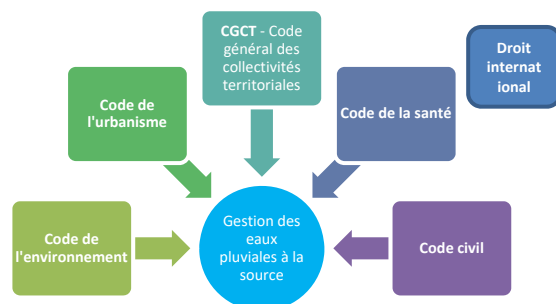 CGCT - Code
général des
collectivités
territoriales
Droit
internat
ional
Code de
l'urbanisme
Code de la santé
Gestion des
eaux
pluviales à la
source
Code de
l'environnement
Code civil